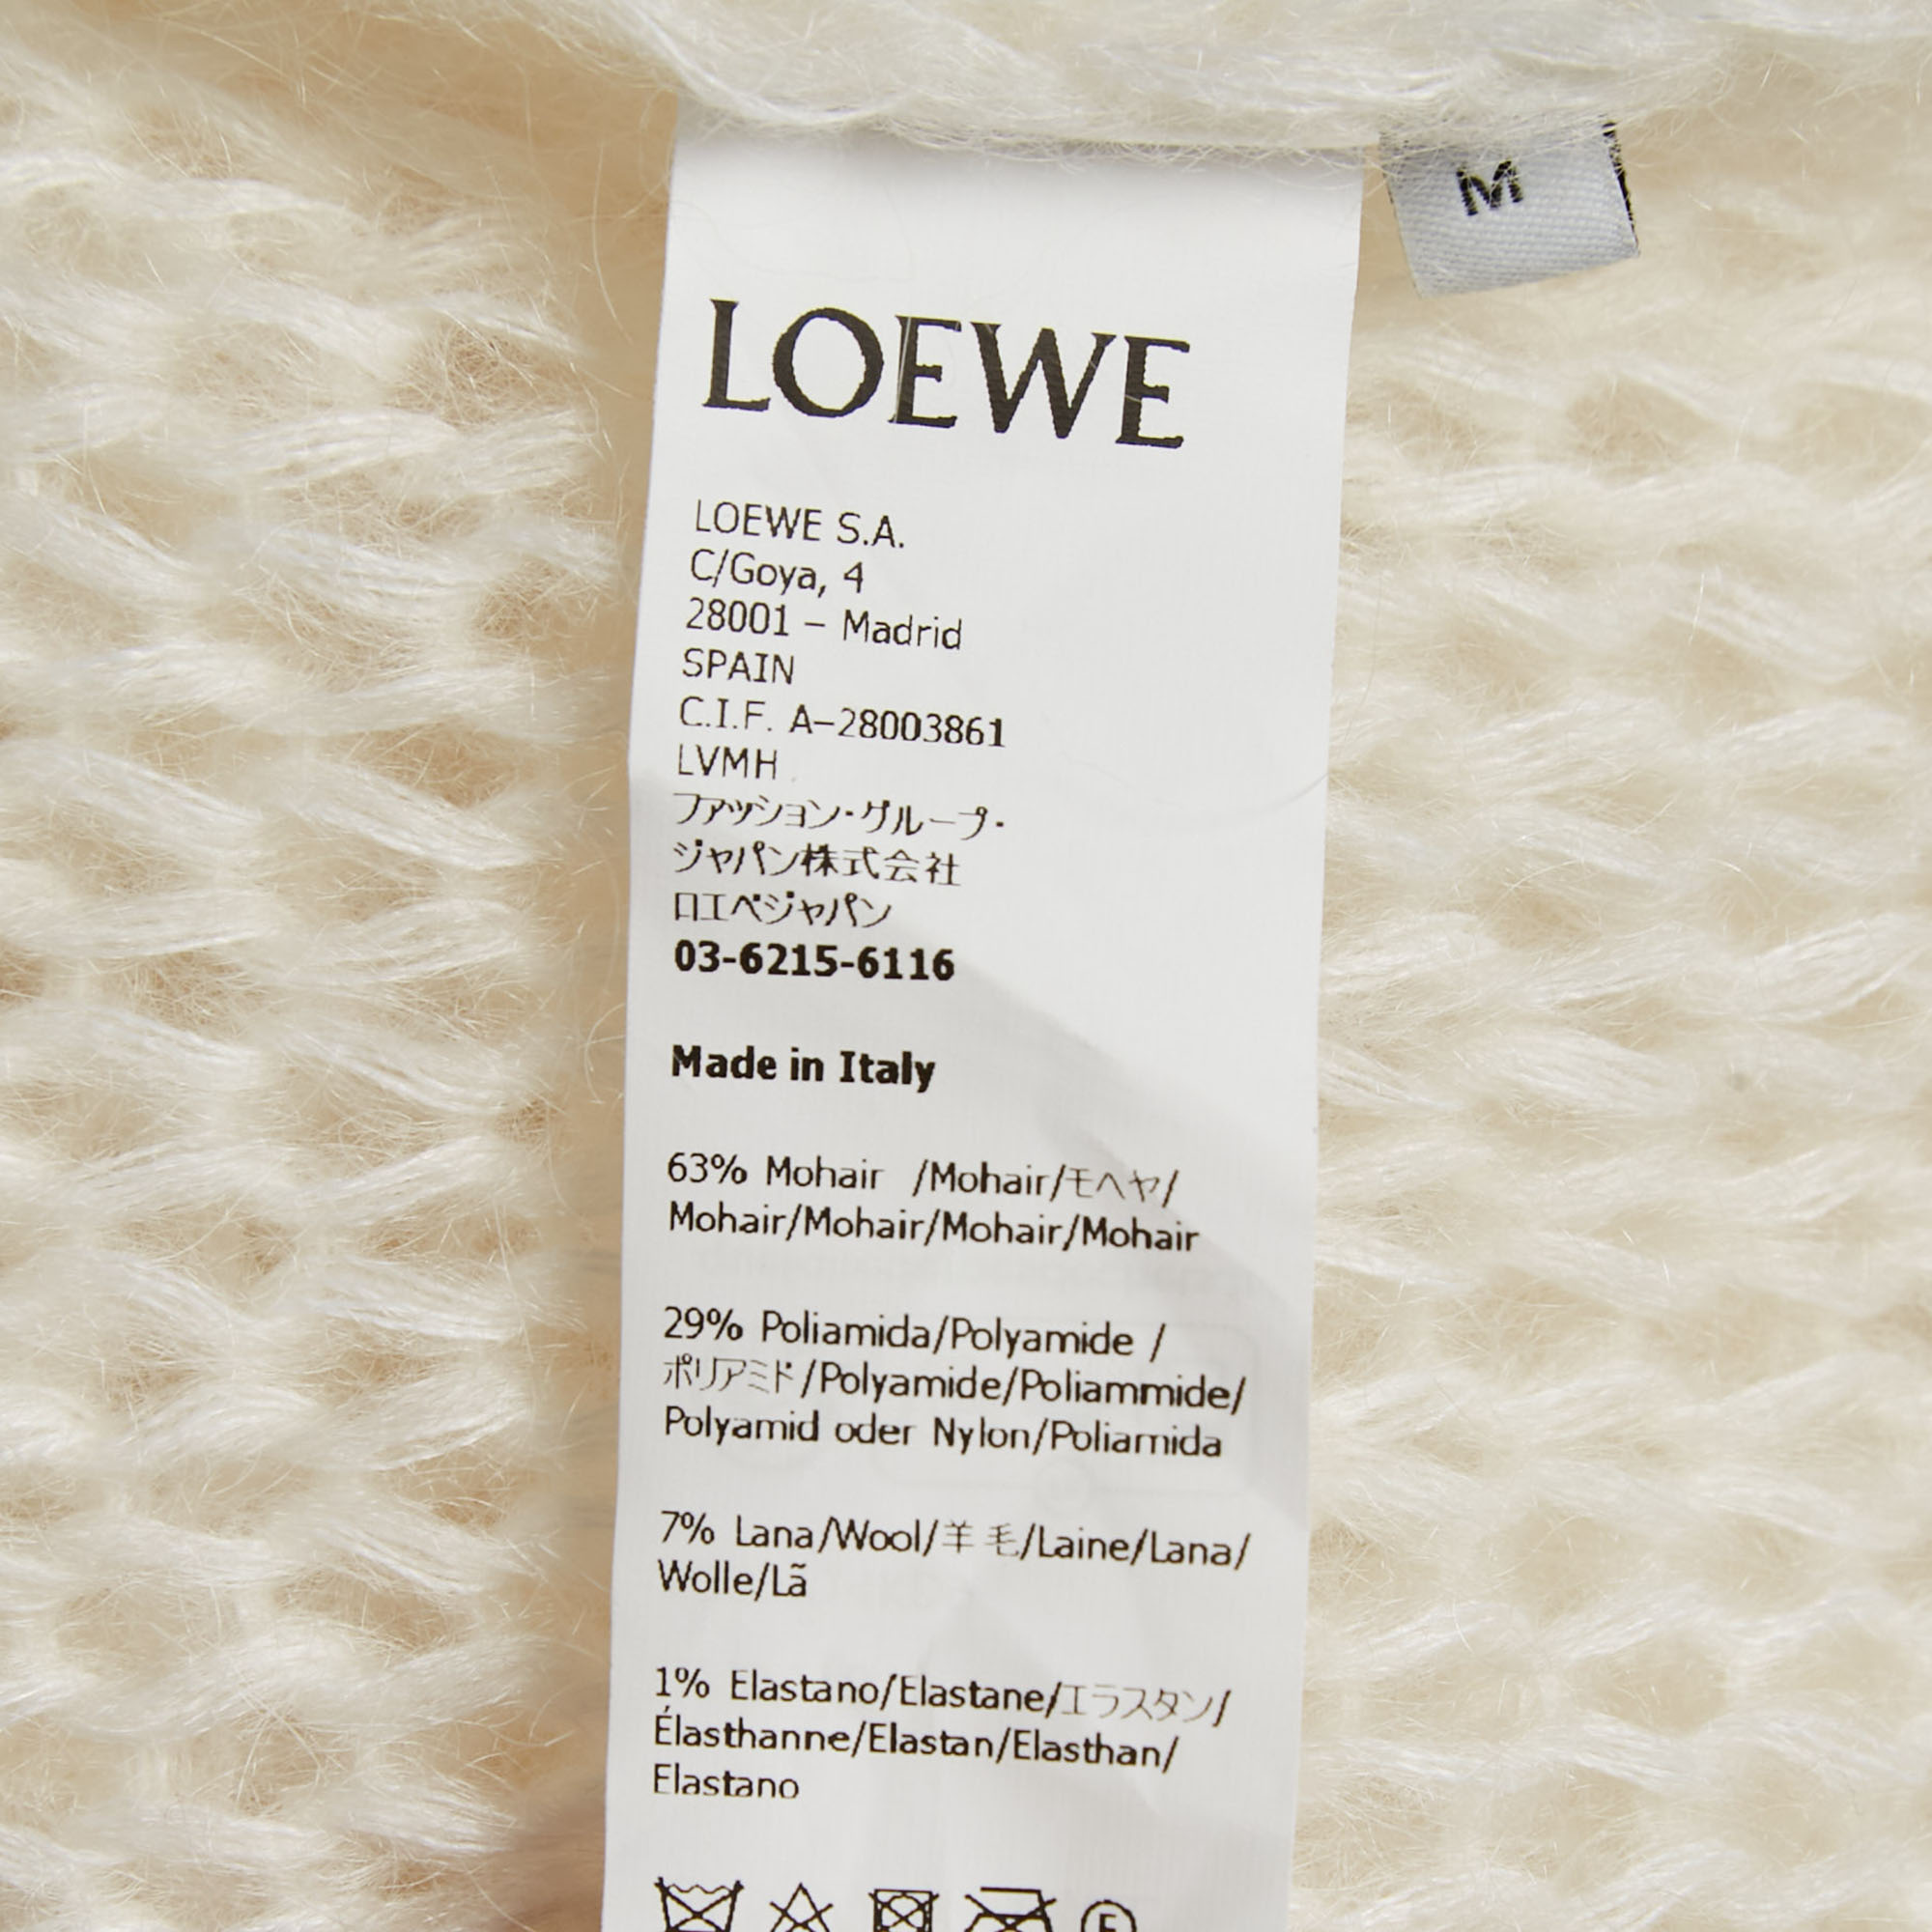 M
LOEWE
LOEWE S.A.
C/Goya, 4
28001 – Madrid
SPAIN
C.I.F. A–28003861
LVMH
ファッション・グループ・
ジャパン株式会社
ロエベジャパン
03-6215-6116
Made in Italy
63% Mohair /Mohair/モヘヤ/
Mohair/Mohair/Mohair/Mohair
29% Poliamida/Polyamide /
ポリアミド/Polyamide/Poliammide/
Polyamid oder Nylon/Poliamida
7% Lana/Wool/羊毛/Laine/Lana/
Wolle/Lã
1% Elastano/Elastane/エラスタン/
Élasthanne/Elastan/Elasthan/
Elastano